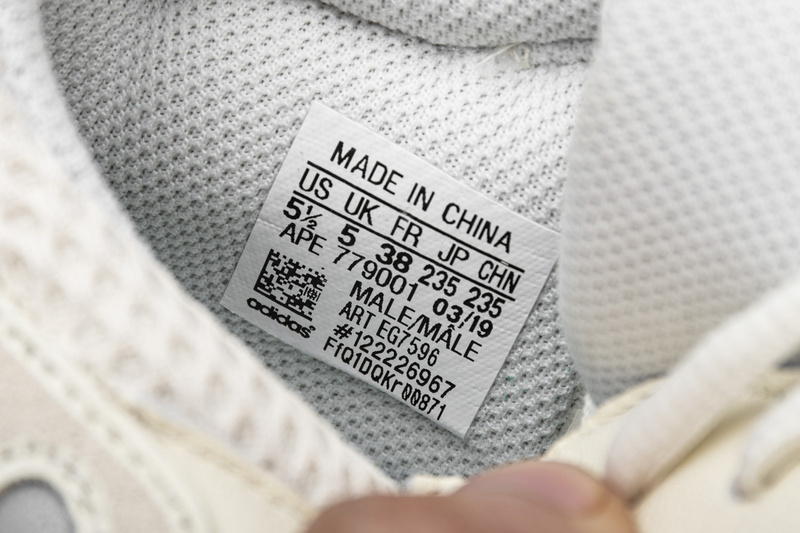 MADE IN CHINA
US UK FR JP CHN
5½ 5 38 235 235
APE 779001 03/19
MALE/MÂLE
ART EG7596
#122226967
FfQ1DQKr00871
adidas